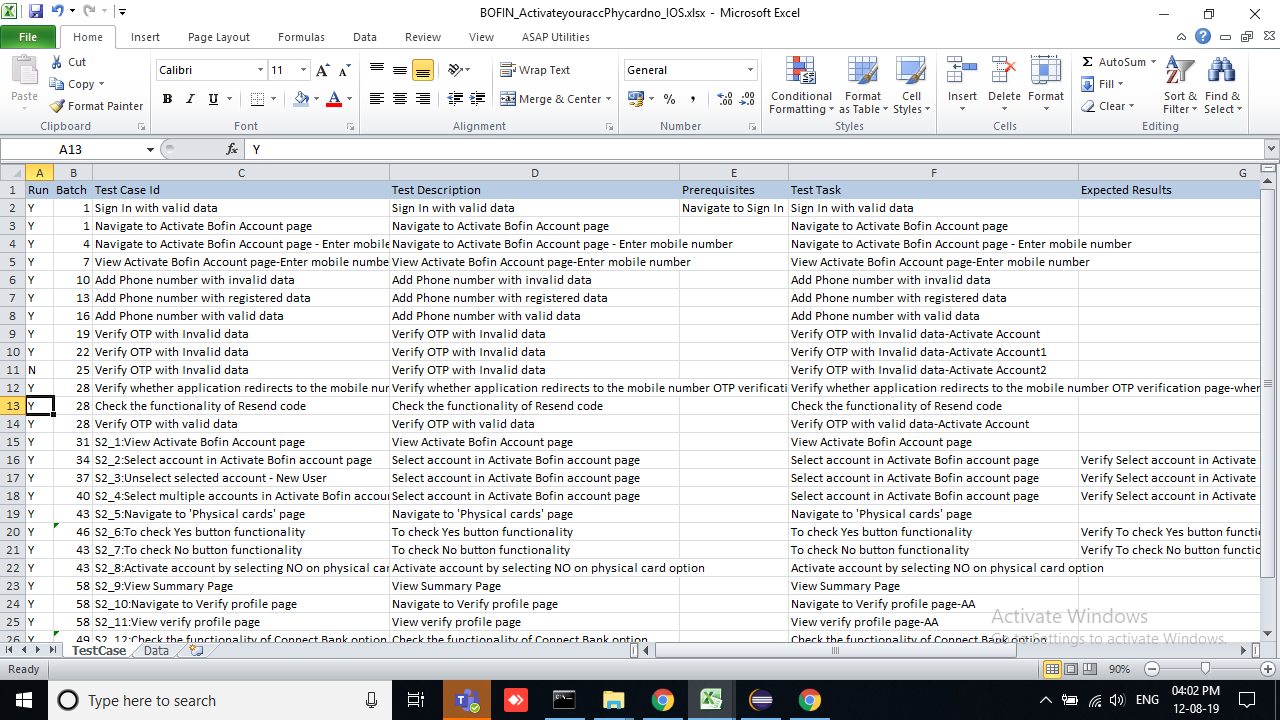 BOFIN_ActivateyouraccPhycardno_IOS.xlsx - Microsoft Excel
File Home Insert Page Layout Formulas Data Review View ASAP Utilities
Paste Cut Copy Format Painter Clipboard
Calibri 11 B I U A Font
Wrap Text Merge & Center Alignment
General % , Number
Conditional Formatting Format as Table Cell Styles Styles
Insert Delete Format Cells
Σ AutoSum Fill Clear Sort & Filter Find & Select Editing
A13 fx Y
A B C D E F G
1 Run Batch Test Case Id Test Description Prerequisites Test Task Expected Results
2 Y 1 Sign In with valid data Sign In with valid data Navigate to Sign In Sign In with valid data
3 Y 1 Navigate to Activate Bofin Account page Navigate to Activate Bofin Account page Navigate to Activate Bofin Account page
4 Y 4 Navigate to Activate Bofin Account page - Enter mobile Navigate to Activate Bofin Account page - Enter mobile number Navigate to Activate Bofin Account page - Enter mobile number
5 Y 7 View Activate Bofin Account page-Enter mobile numbe View Activate Bofin Account page-Enter mobile number View Activate Bofin Account page-Enter mobile number
6 Y 10 Add Phone number with invalid data Add Phone number with invalid data Add Phone number with invalid data
7 Y 13 Add Phone number with registered data Add Phone number with registered data Add Phone number with registered data
8 Y 16 Add Phone number with valid data Add Phone number with valid data Add Phone number with valid data
9 Y 19 Verify OTP with Invalid data Verify OTP with Invalid data Verify OTP with Invalid data-Activate Account
10 Y 22 Verify OTP with Invalid data Verify OTP with Invalid data Verify OTP with Invalid data-Activate Account1
11 N 25 Verify OTP with Invalid data Verify OTP with Invalid data Verify OTP with Invalid data-Activate Account2
12 Y 28 Verify whether application redirects to the mobile nur Verify whether application redirects to the mobile number OTP verificati Verify whether application redirects to the mobile number OTP verification page-wher
13 Y 28 Check the functionality of Resend code Check the functionality of Resend code Check the functionality of Resend code
14 Y 28 Verify OTP with valid data Verify OTP with valid data Verify OTP with valid data-Activate Account
15 Y 31 S2_1:View Activate Bofin Account page View Activate Bofin Account page View Activate Bofin Account page
16 Y 34 S2_2:Select account in Activate Bofin account page Select account in Activate Bofin account page Select account in Activate Bofin account page Verify Select account in Activate
17 Y 37 S2_3:Unselect selected account - New User Select account in Activate Bofin account page Select account in Activate Bofin account page Verify Select account in Activate
18 Y 40 S2_4:Select multiple accounts in Activate Bofin accour Select account in Activate Bofin account page Select account in Activate Bofin account page Verify Select account in Activate
19 Y 43 S2_5:Navigate to 'Physical cards' page Navigate to 'Physical cards' page Navigate to 'Physical cards' page
20 Y 46 S2_6:To check Yes button functionality To check Yes button functionality To check Yes button functionality Verify To check Yes button functi
21 Y 43 S2_7:To check No button functionality To check No button functionality To check No button functionality Verify To check No button functic
22 Y 43 S2_8:Activate account by selecting NO on physical car Activate account by selecting NO on physical card option Activate account by selecting NO on physical card option
23 Y 58 S2_9:View Summary Page View Summary Page View Summary Page
24 Y 58 S2_10:Navigate to Verify profile page Navigate to Verify profile page Navigate to Verify profile page-AA
25 Y 58 S2_11:View verify profile page View verify profile page View verify profile page-AA
26 Y 49 S2_12:Check the functionality of Connect Bank option Check the functionality of Connect Bank option Check the functionality of Connect Bank option
Activate Windows
Go to Settings to activate Windows.
TestCase Data
Ready 90%
Type here to search ENG 04:02 PM
12-08-19